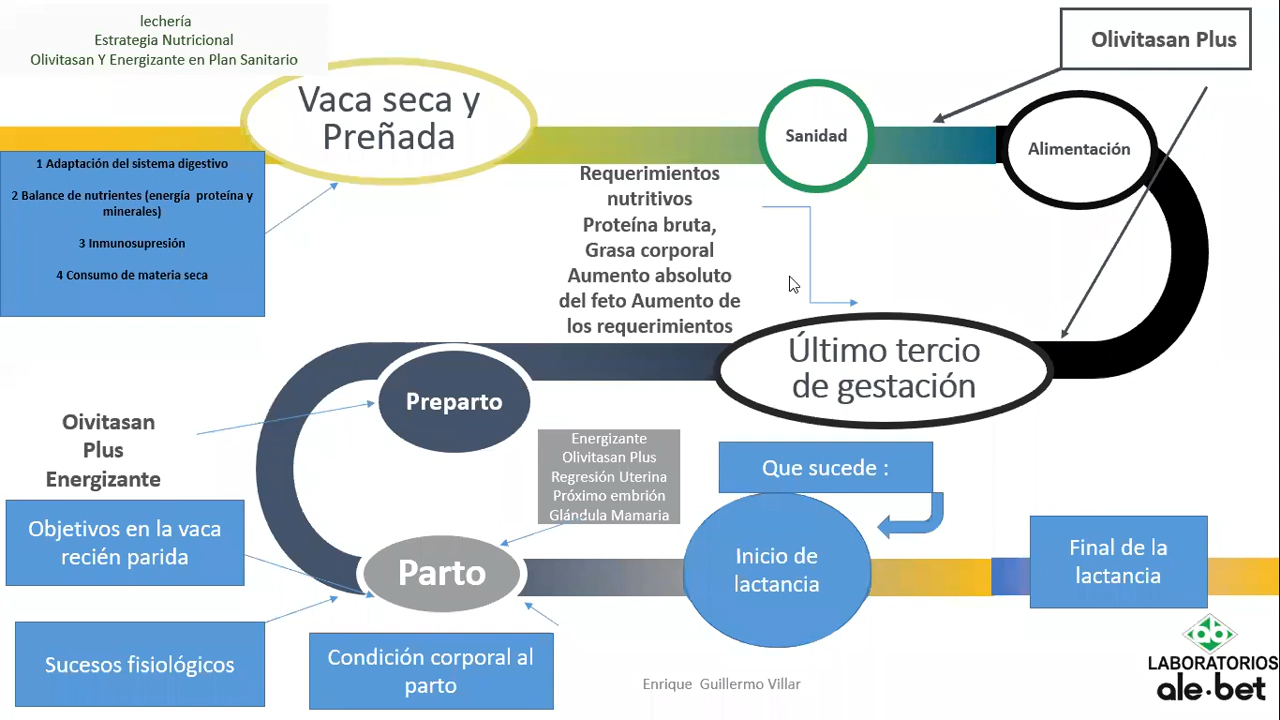 lechería
Estrategia Nutricional
Olivitasan Y Energizante en Plan Sanitario
Olivitasan Plus
Vaca seca y
Preñada
Sanidad
Alimentación
1 Adaptación del sistema digestivo
2 Balance de nutrientes (energía proteína y
minerales)
3 Inmunosupresión
4 Consumo de materia seca
Requerimientos
nutritivos
Proteína bruta,
Grasa corporal
Aumento absoluto
del feto Aumento de
los requerimientos
Último tercio
de gestación
Preparto
Oivitasan
Plus
Energizante
Energizante
Olivitasan Plus
Regresión Uterina
Próximo embrión
Glándula Mamaria
Que sucede :
Objetivos en la vaca
recién parida
Parto
Inicio de
lactancia
Final de la
lactancia
Sucesos fisiológicos
Condición corporal al
parto
Enrique Guillermo Villar
LABORATORIOS
ale·bet